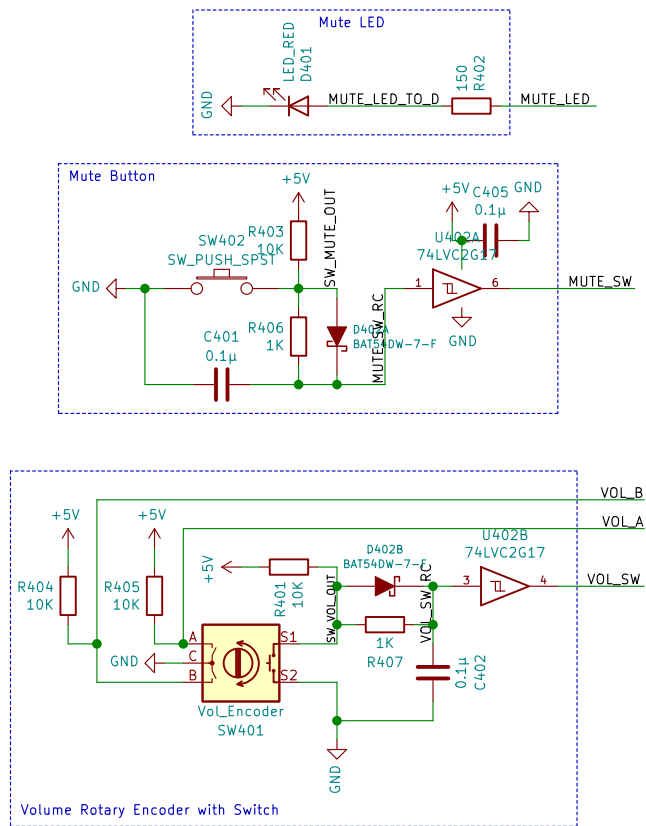 Mute LED
LED_RED
D401
150
R402
GND
MUTE_LED_TO_D
MUTE_LED
Mute Button
+5V
SW_MUTE_OUT
R403
10K
SW402
SW_PUSH_SPST
GND
+5V
C405
0.1µ
GND
U402A
74LVC2G17
1
6
MUTE_SW
GND
C401
0.1µ
R406
1K
BAT54DW-7-F
MUTE_SW_RC
VOL_B
VOL_A
+5V
+5V
R404
10K
R405
10K
+5V
R401
10K
SW_VOL_OUT
D402B
BAT54DW-7-F
VOL_SW_RC
U402B
74LVC2G17
3
4
VOL_SW
1K
R407
0.1µ
C402
A
C
B
S1
S2
GND
Vol_Encoder
SW401
GND
Volume Rotary Encoder with Switch